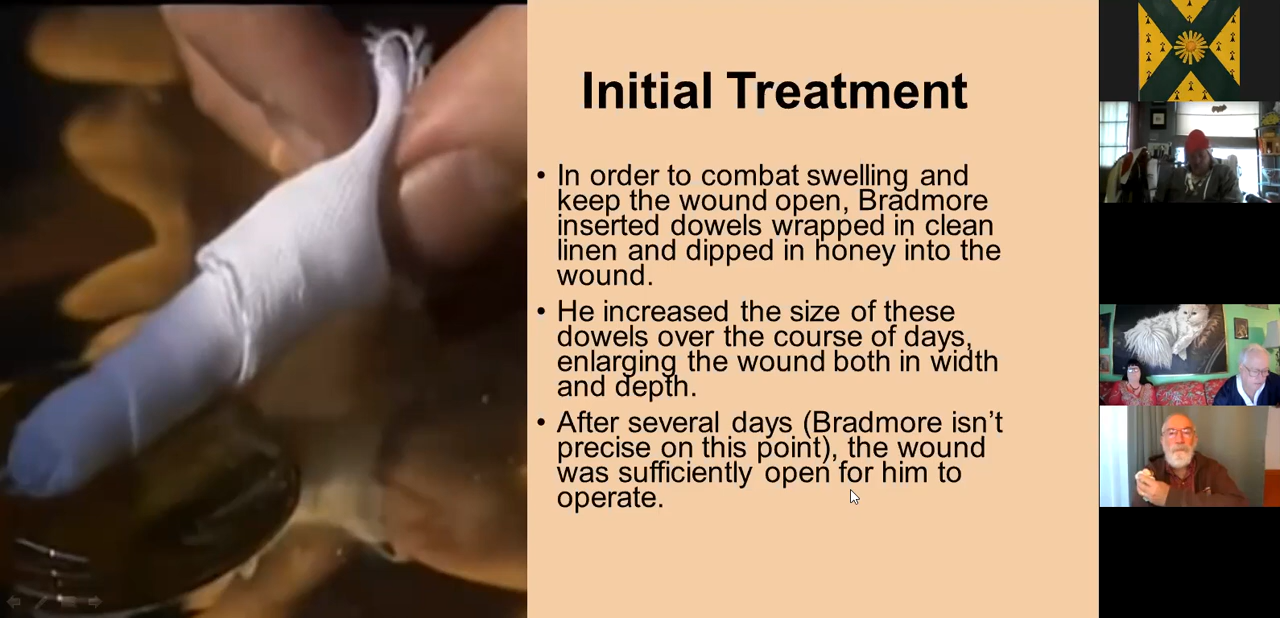 Initial Treatment
• In order to combat swelling and
keep the wound open, Bradmore
inserted dowels wrapped in clean
linen and dipped in honey into the
wound.
• He increased the size of these
dowels over the course of days,
enlarging the wound both in width
and depth.
• After several days (Bradmore isn't
precise on this point), the wound
was sufficiently open for him to
operate.